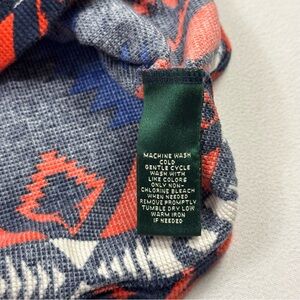 MACHINE WASH
COLD
GENTLE CYCLE
WASH WITH
LIKE COLORS
ONLY NON-
CHLORINE BLEACH
WHEN NEEDED
REMOVE PROMPTLY
TUMBLE DRY LOW
WARM IRON
IF NEEDED